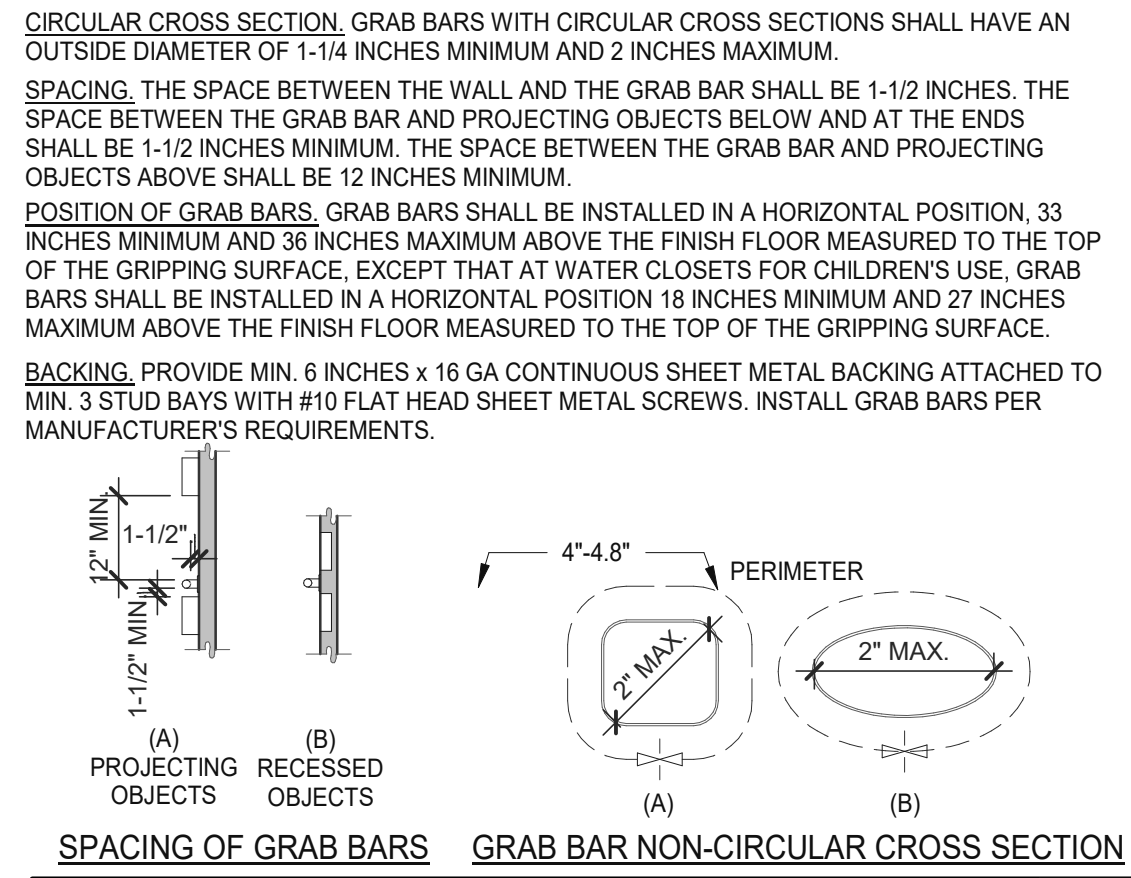 CIRCULAR CROSS SECTION. GRAB BARS WITH CIRCULAR CROSS SECTIONS SHALL HAVE AN
OUTSIDE DIAMETER OF 1-1/4 INCHES MINIMUM AND 2 INCHES MAXIMUM.
SPACING. THE SPACE BETWEEN THE WALL AND THE GRAB BAR SHALL BE 1-1/2 INCHES. THE
SPACE BETWEEN THE GRAB BAR AND PROJECTING OBJECTS BELOW AND AT THE ENDS
SHALL BE 1-1/2 INCHES MINIMUM. THE SPACE BETWEEN THE GRAB BAR AND PROJECTING
OBJECTS ABOVE SHALL BE 12 INCHES MINIMUM.
POSITION OF GRAB BARS. GRAB BARS SHALL BE INSTALLED IN A HORIZONTAL POSITION, 33
INCHES MINIMUM AND 36 INCHES MAXIMUM ABOVE THE FINISH FLOOR MEASURED TO THE TOP
OF THE GRIPPING SURFACE, EXCEPT THAT AT WATER CLOSETS FOR CHILDREN'S USE, GRAB
BARS SHALL BE INSTALLED IN A HORIZONTAL POSITION 18 INCHES MINIMUM AND 27 INCHES
MAXIMUM ABOVE THE FINISH FLOOR MEASURED TO THE TOP OF THE GRIPPING SURFACE.
BACKING. PROVIDE MIN. 6 INCHES x 16 GA CONTINUOUS SHEET METAL BACKING ATTACHED TO
MIN. 3 STUD BAYS WITH #10 FLAT HEAD SHEET METAL SCREWS. INSTALL GRAB BARS PER
MANUFACTURER'S REQUIREMENTS.
12" MIN.
1-1/2"
1-1/2" MIN.
(A)
PROJECTING
OBJECTS
(B)
RECESSED
OBJECTS
SPACING OF GRAB BARS
4"-4.8"
PERIMETER
2" MAX.
2" MAX.
(A)
(B)
GRAB BAR NON-CIRCULAR CROSS SECTION